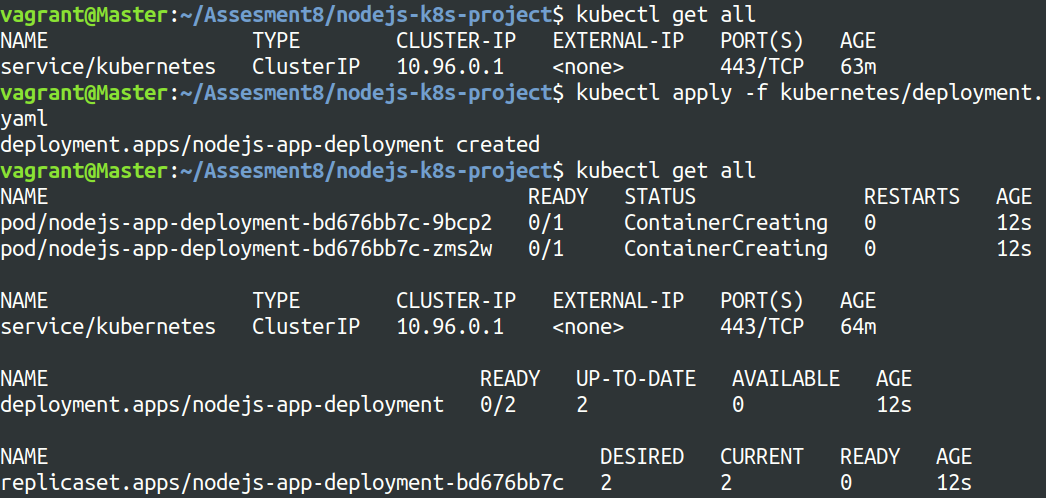 vagrant@Master:~/Assesment8/nodejs-k8s-project$ kubectl get all
NAME                 TYPE        CLUSTER-IP   EXTERNAL-IP   PORT(S)   AGE
service/kubernetes   ClusterIP   10.96.0.1    <none>        443/TCP   63m
vagrant@Master:~/Assesment8/nodejs-k8s-project$ kubectl apply -f kubernetes/deployment.
yaml
deployment.apps/nodejs-app-deployment created
vagrant@Master:~/Assesment8/nodejs-k8s-project$ kubectl get all
NAME                                        READY   STATUS              RESTARTS   AGE
pod/nodejs-app-deployment-bd676bb7c-9bcp2   0/1     ContainerCreating   0          12s
pod/nodejs-app-deployment-bd676bb7c-zms2w   0/1     ContainerCreating   0          12s
NAME                 TYPE        CLUSTER-IP   EXTERNAL-IP   PORT(S)   AGE
service/kubernetes   ClusterIP   10.96.0.1    <none>        443/TCP   64m
NAME                                    READY   UP-TO-DATE   AVAILABLE   AGE
deployment.apps/nodejs-app-deployment   0/2     2            0           12s
NAME                                              DESIRED   CURRENT   READY   AGE
replicaset.apps/nodejs-app-deployment-bd676bb7c   2         2         0       12s